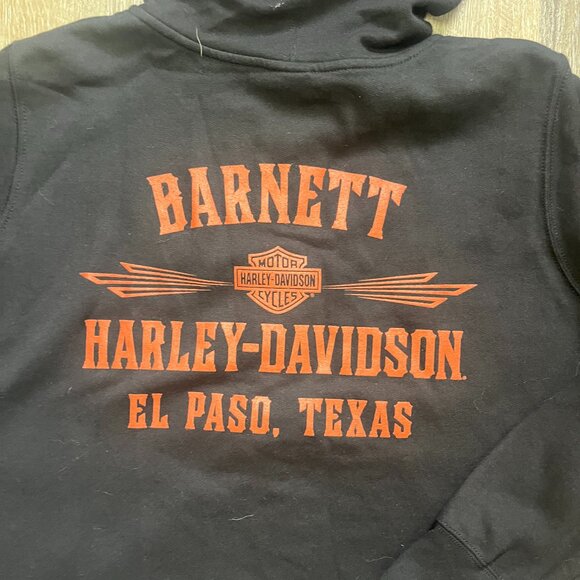 BARNETT
MOTOR
HARLEY-DAVIDSON
CYCLES®
HARLEY-DAVIDSON®
EL PASO, TEXAS